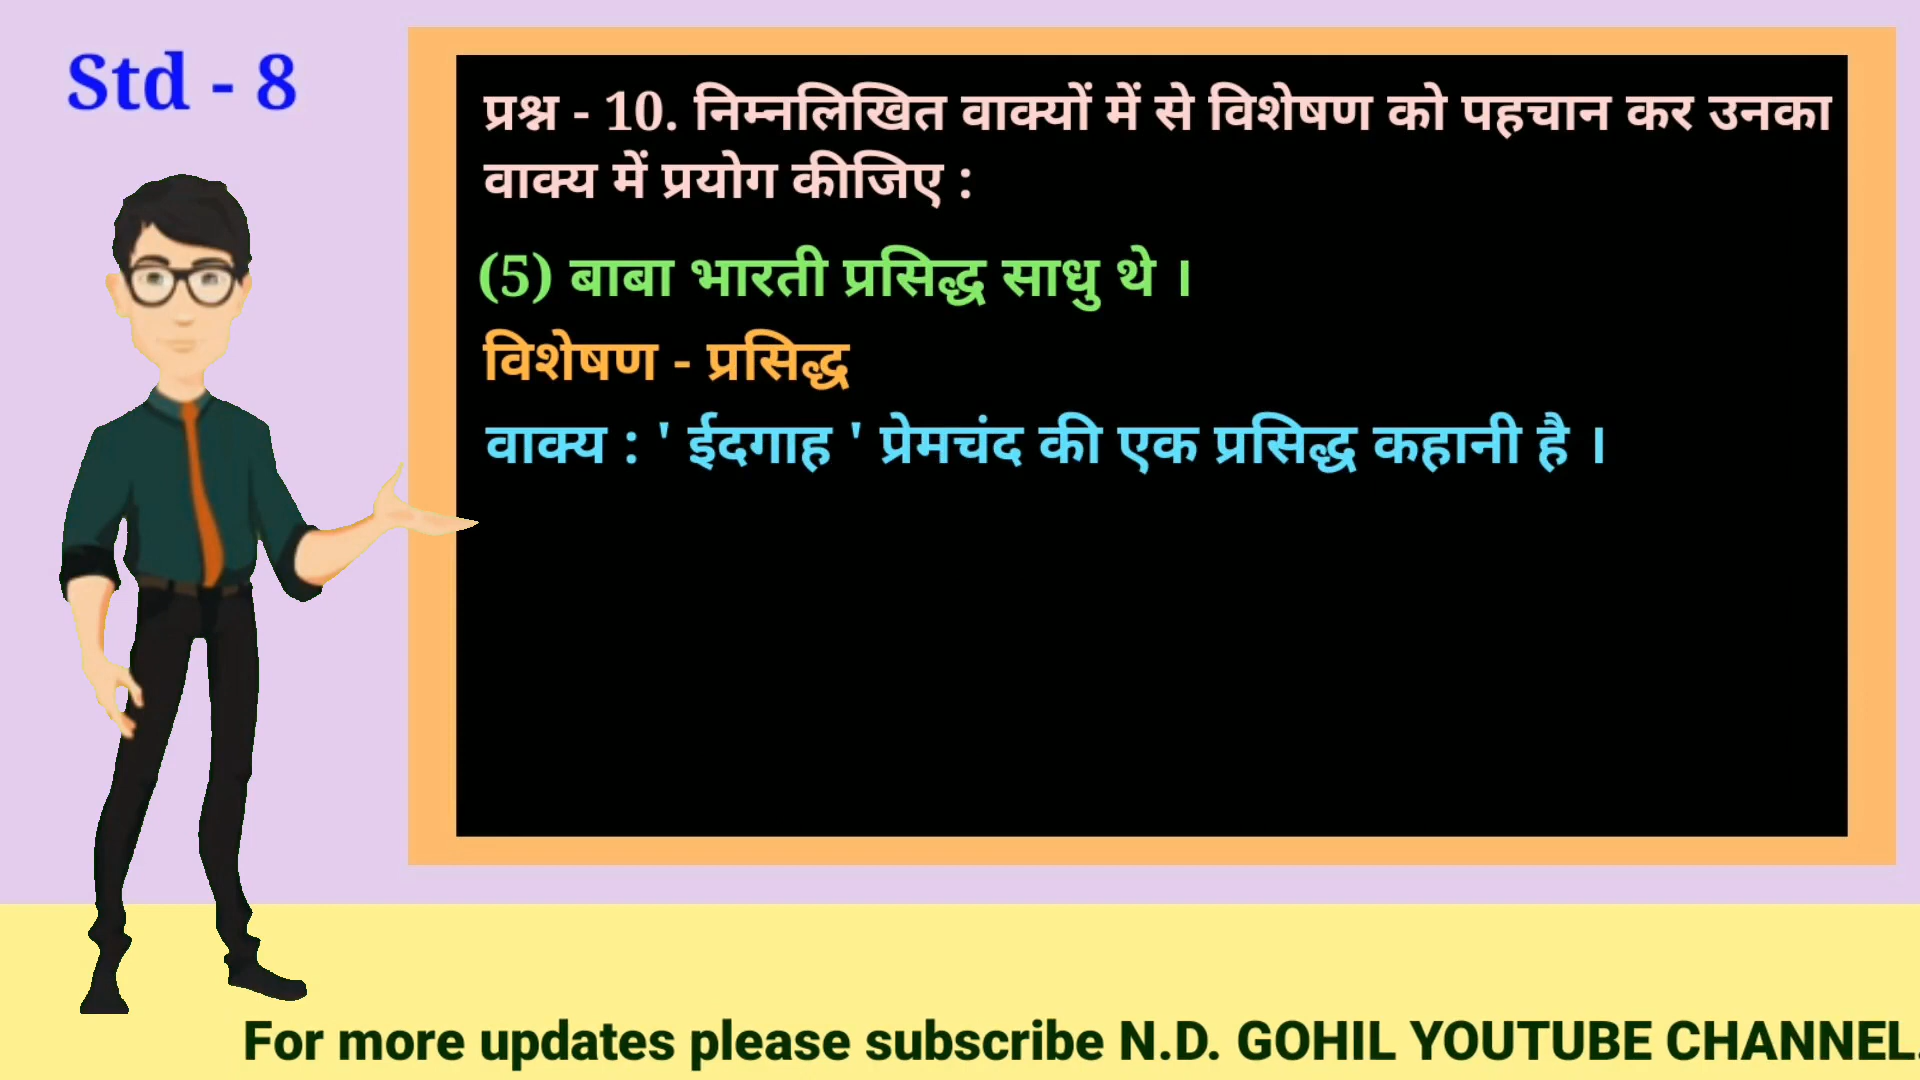 Std - 8
प्रश्न - 10. निम्नलिखित वाक्यों में से विशेषण को पहचान कर उनका
वाक्य में प्रयोग कीजिए :
(5) बाबा भारती प्रसिद्ध साधु थे ।
विशेषण - प्रसिद्ध
वाक्य : ' ईदगाह ' प्रेमचंद की एक प्रसिद्ध कहानी है ।
For more updates please subscribe N.D. GOHIL YOUTUBE CHANNEL.